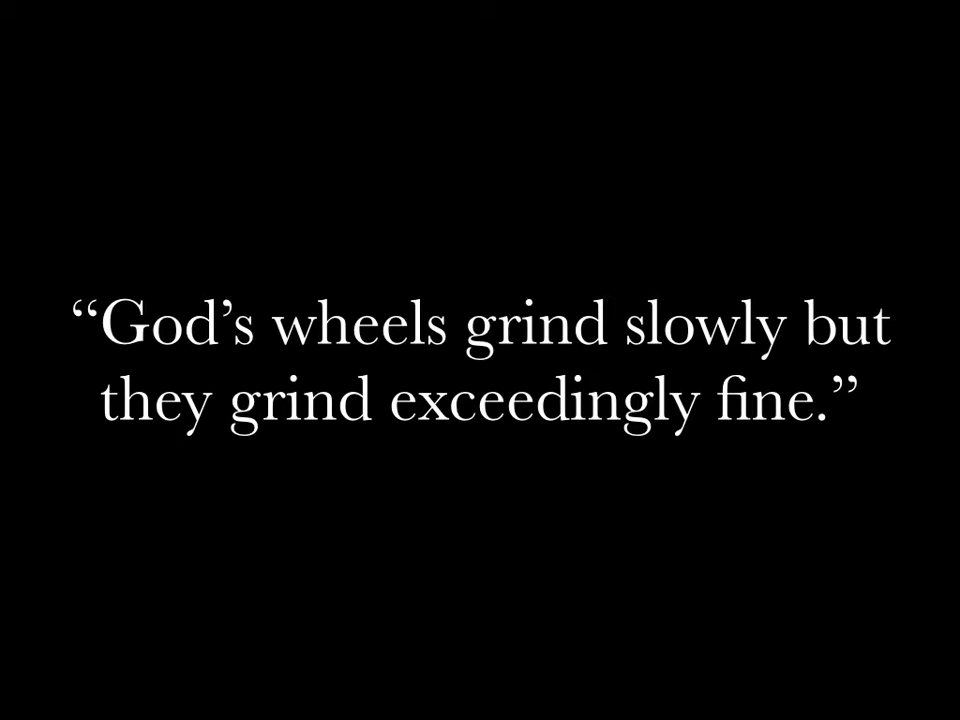 “God’s wheels grind slowly but
they grind exceedingly fine.”